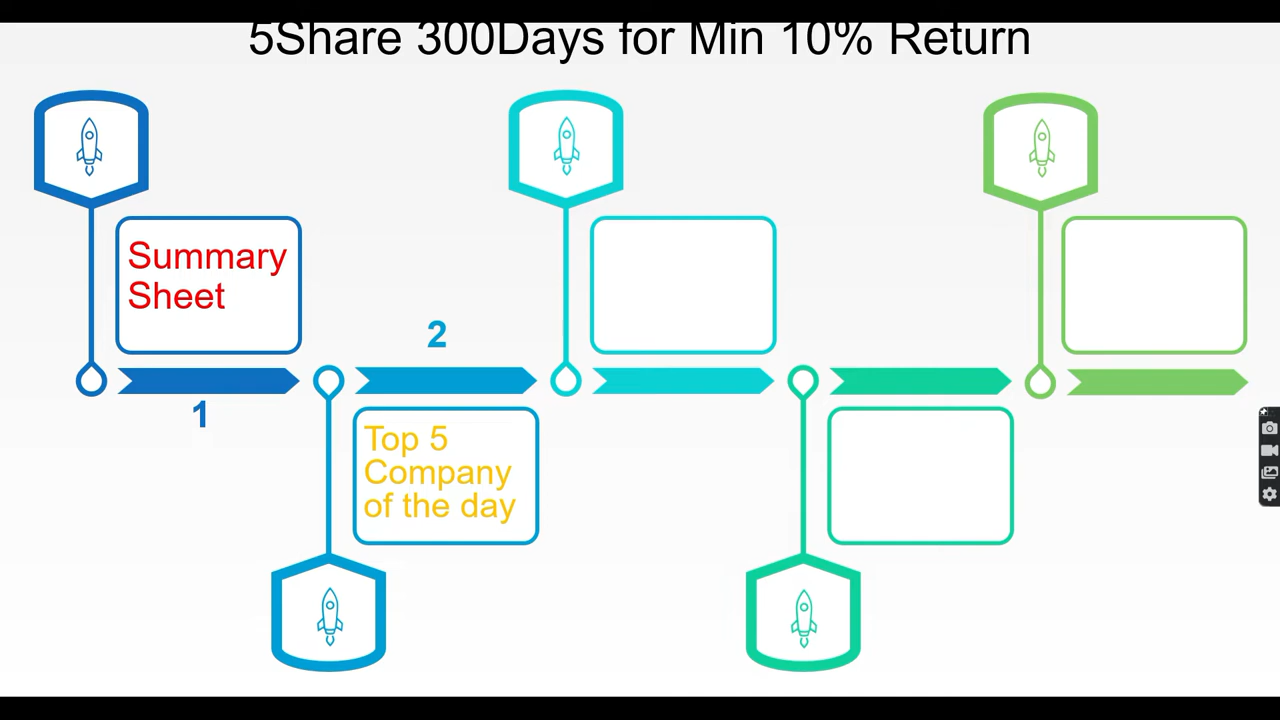 5Share 300Days for Min 10% Return
Summary
Sheet
1
2
Top 5
Company
of the day